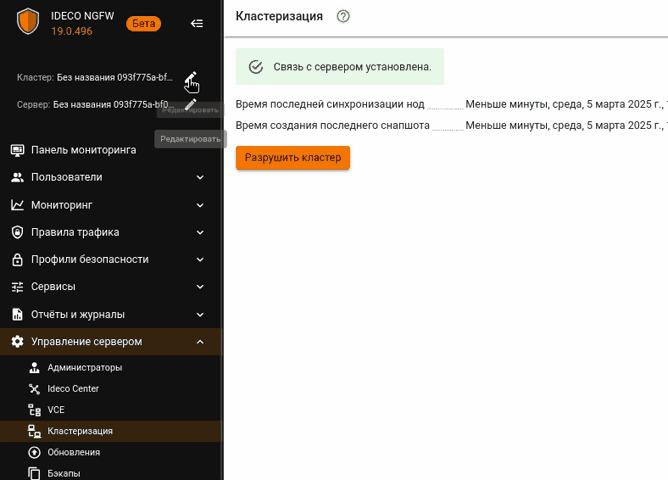 IDECO NGFW
19.0.496
Бета
Кластер: Без названия 093f775a-bf...
Сервер: Без названия 093f775a-bf0...
Редактировать
Редактировать
Панель мониторинга
Пользователи
Мониторинг
Правила трафика
Профили безопасности
Сервисы
Отчёты и журналы
Управление сервером
Администраторы
Ideco Center
VCE
Кластеризация
Обновления
Бэкапы
Кластеризация
Связь с сервером установлена.
Время последней синхронизации нод Меньше минуты, среда, 5 марта 2025 г.,
Время создания последнего снапшота Меньше минуты, среда, 5 марта 2025 г.,
Разрушить кластер